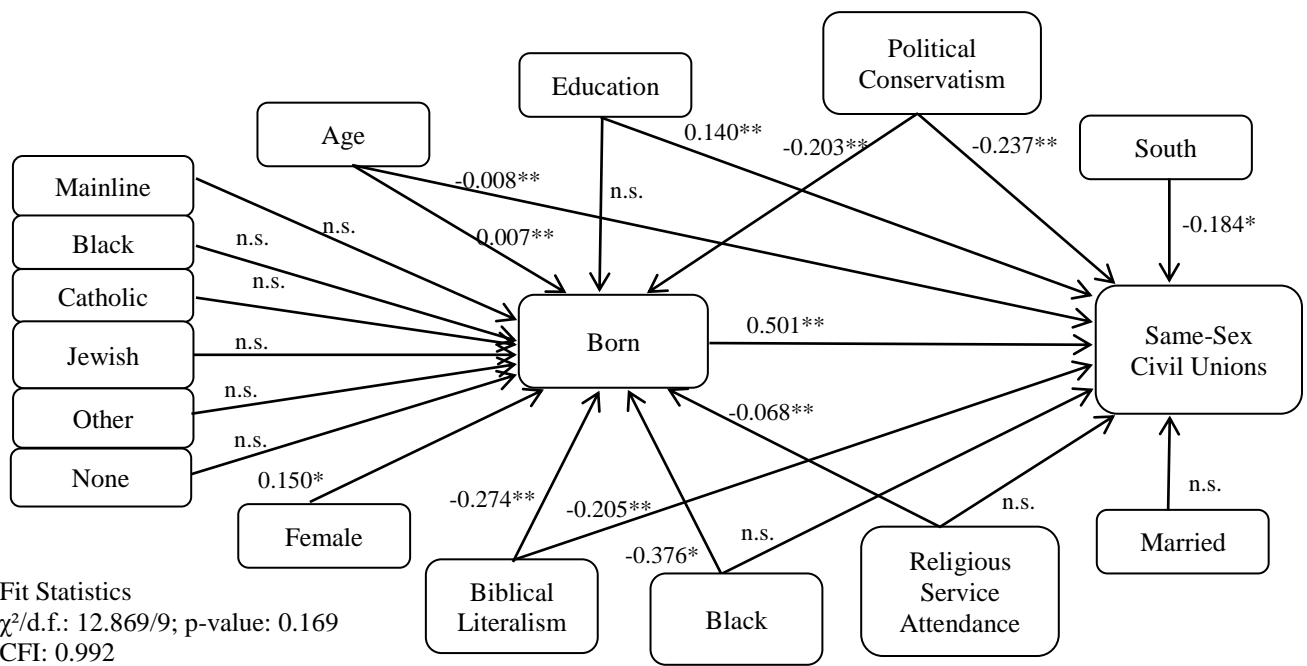 Political
Conservatism
Education
Age
South
0.140**
-0.203**
-0.237**
-0.008**
n.s.
-0.184*
Mainline
n.s.
n.s.
0.007**
Black
n.s.
Catholic
Born
0.501**
Same-Sex
Civil Unions
Jewish
n.s.
n.s.
Other
-0.068**
n.s.
None
0.150*
-0.274**
-0.205**
n.s.
n.s.
n.s.
Female
-0.376*
Married
Biblical
Literalism
Black
Religious
Service
Attendance
Fit Statistics
χ²/d.f.: 12.869/9; p-value: 0.169
CFI: 0.992